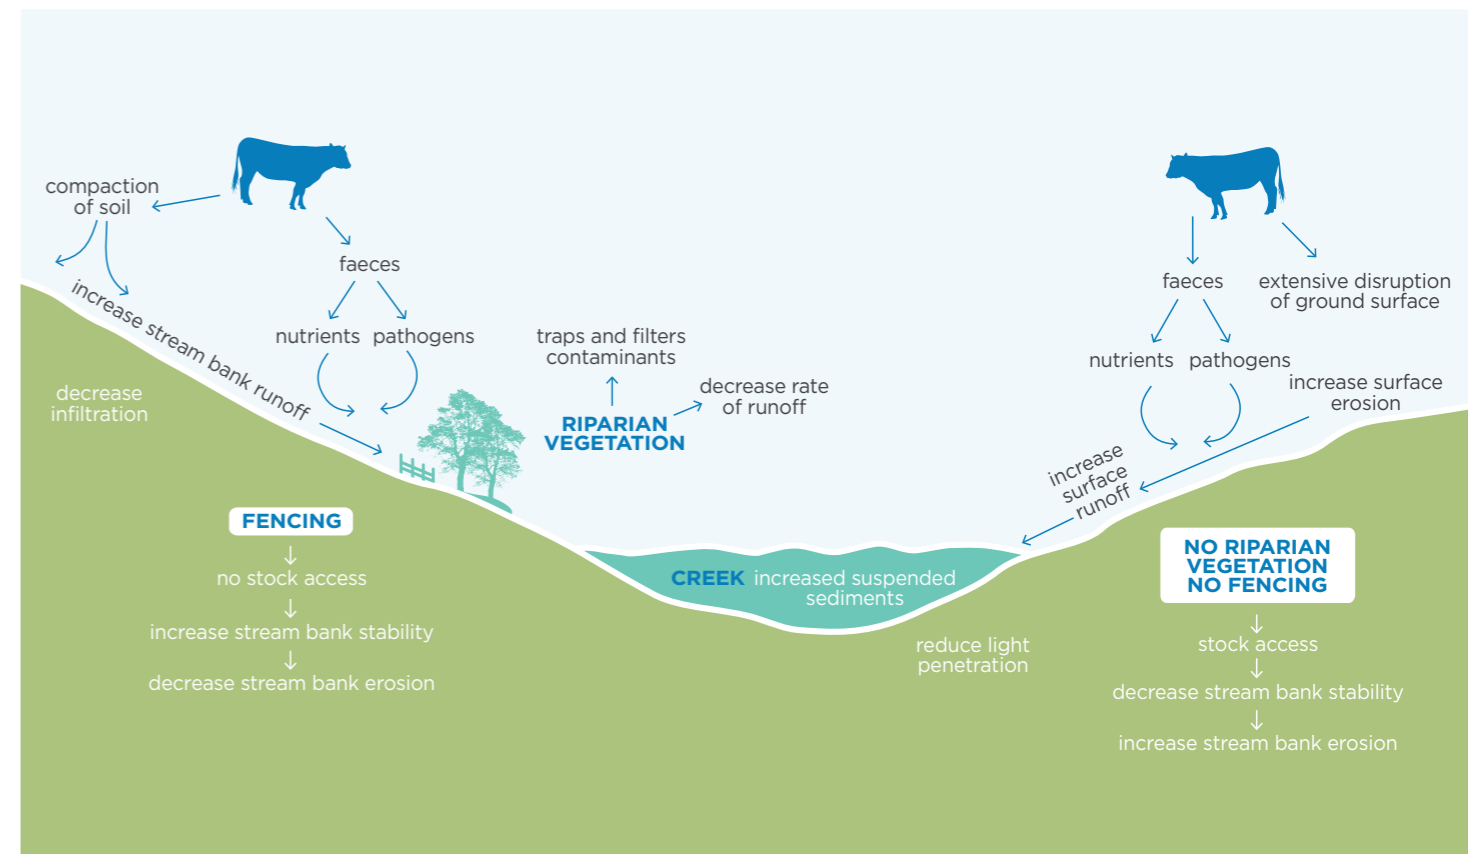 compaction
of soil
faeces
nutrients
pathogens
increase stream bank runoff
decrease
infiltration
traps and filters
contaminants
decrease rate
of runoff
RIPARIAN
VEGETATION
faeces
extensive disruption
of ground surface
nutrients
pathogens
increase surface
erosion
increase
surface
runoff
FENCING
no stock access
increase stream bank stability
decrease stream bank erosion
CREEK increased suspended
sediments
reduce light
penetration
NO RIPARIAN
VEGETATION
NO FENCING
stock access
decrease stream bank stability
increase stream bank erosion